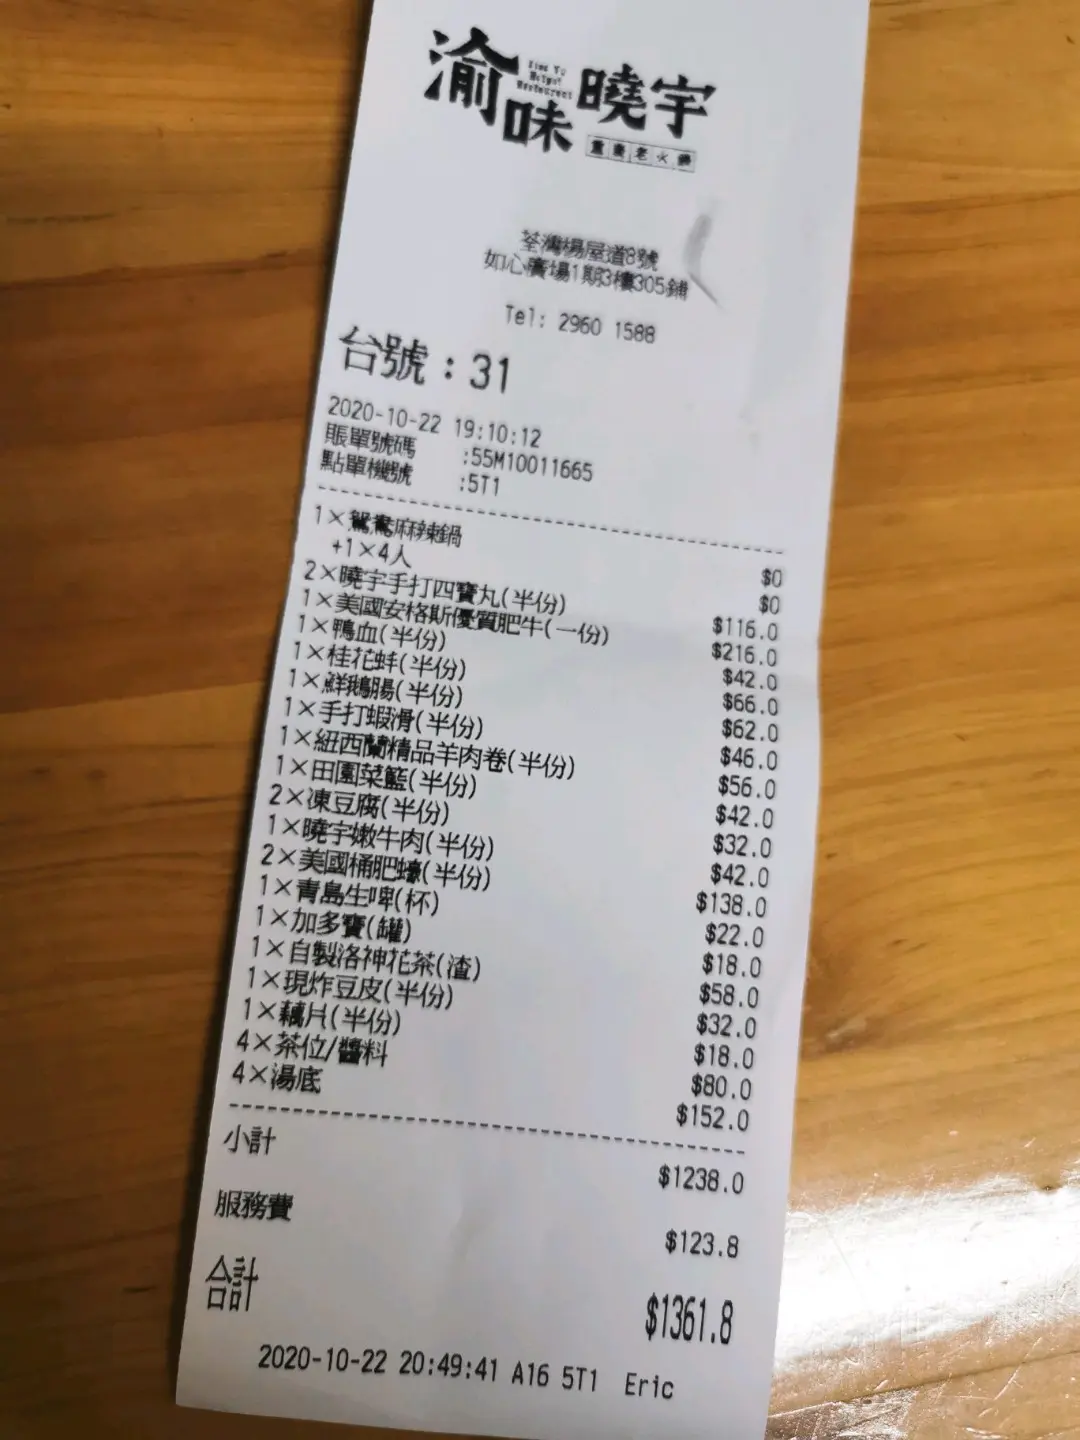 渝味曉宇
Xiao Yu
Hotpot
Restaurant
重慶老火鍋
荃灣楊屋道8號
如心廣場1期3樓305鋪
Tel: 2960 1588
台號：31
2020-10-22 19:10:12
賬單號碼 :55M10011665
點單機號 :5T1
1×鴛鴦麻辣鍋 $0
+1×4人 $0
2×曉宇手打四寶丸(半份) $116.0
1×美國安格斯優質肥牛(一份) $216.0
1×鴨血(半份) $42.0
1×桂花蚌(半份) $66.0
1×鮮鵝腸(半份) $62.0
1×手打蝦滑(半份) $46.0
1×紐西蘭精品羊肉卷(半份) $56.0
1×田園菜籃(半份) $42.0
2×凍豆腐(半份) $32.0
1×曉宇嫩牛肉(半份) $42.0
2×美國桶肥蠔(半份) $138.0
1×青島生啤(杯) $22.0
1×加多寶(罐) $18.0
1×自製洛神花茶(渣) $58.0
1×現炸豆皮(半份) $32.0
1×藕片(半份) $18.0
4×茶位/醬料 $80.0
4×湯底 $152.0
小計 $1238.0
服務費 $123.8
合計 $1361.8
2020-10-22 20:49:41 A16 5T1 Eric